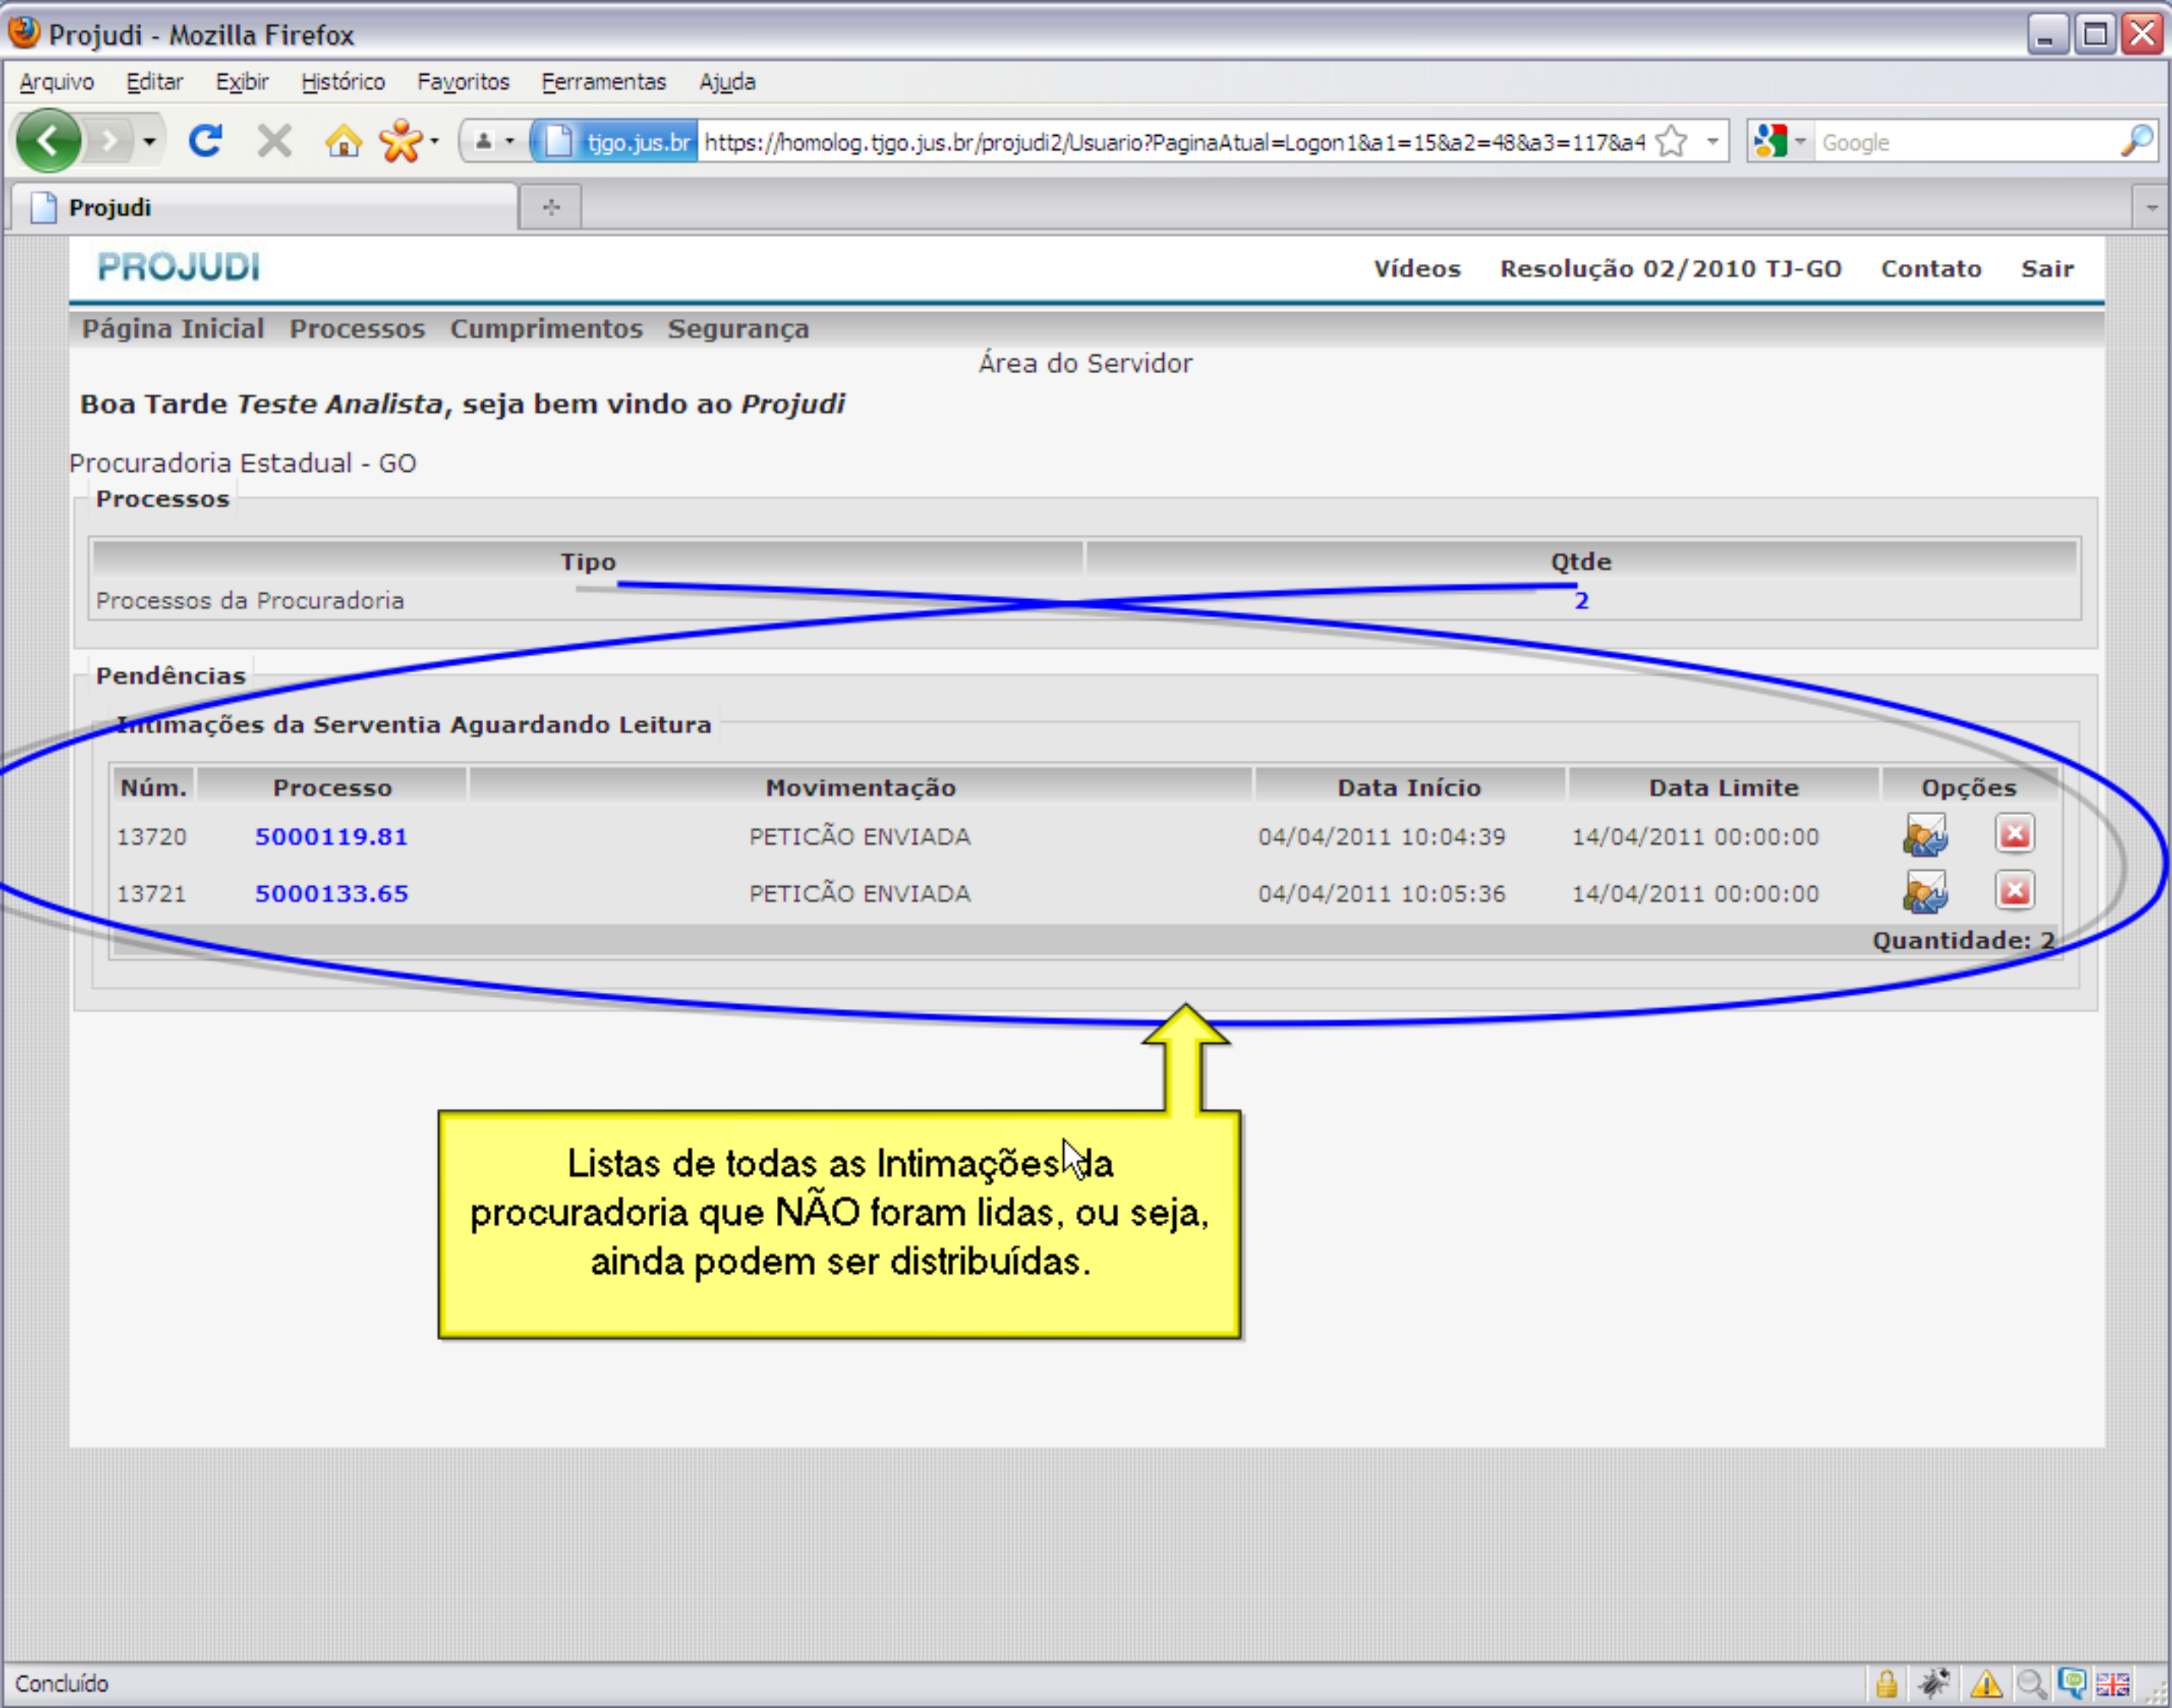 Projudi - Mozilla Firefox
Arquivo Editar Exibir Histórico Favoritos Ferramentas Ajuda
tjgo.jus.br https://homolog.tjgo.jus.br/projudi2/Usuario?PaginaAtual=Logon1&a1=15&a2=48&a3=117&a4 Google
Projudi
PROJUDI Vídeos Resolução 02/2010 TJ-GO Contato Sair
Página Inicial Processos Cumprimentos Segurança
Área do Servidor
Boa Tarde Teste Analista, seja bem vindo ao Projudi
Procuradoria Estadual - GO
Processos
Tipo Qtde
Processos da Procuradoria 2
Pendências
Intimações da Serventia Aguardando Leitura
Núm. Processo Movimentação Data Início Data Limite Opções
13720 5000119.81 PETICÃO ENVIADA 04/04/2011 10:04:39 14/04/2011 00:00:00
13721 5000133.65 PETICÃO ENVIADA 04/04/2011 10:05:36 14/04/2011 00:00:00
Quantidade: 2
Listas de todas as Intimações da
procuradoria que NÃO foram lidas, ou seja,
ainda podem ser distribuídas.
Concluído